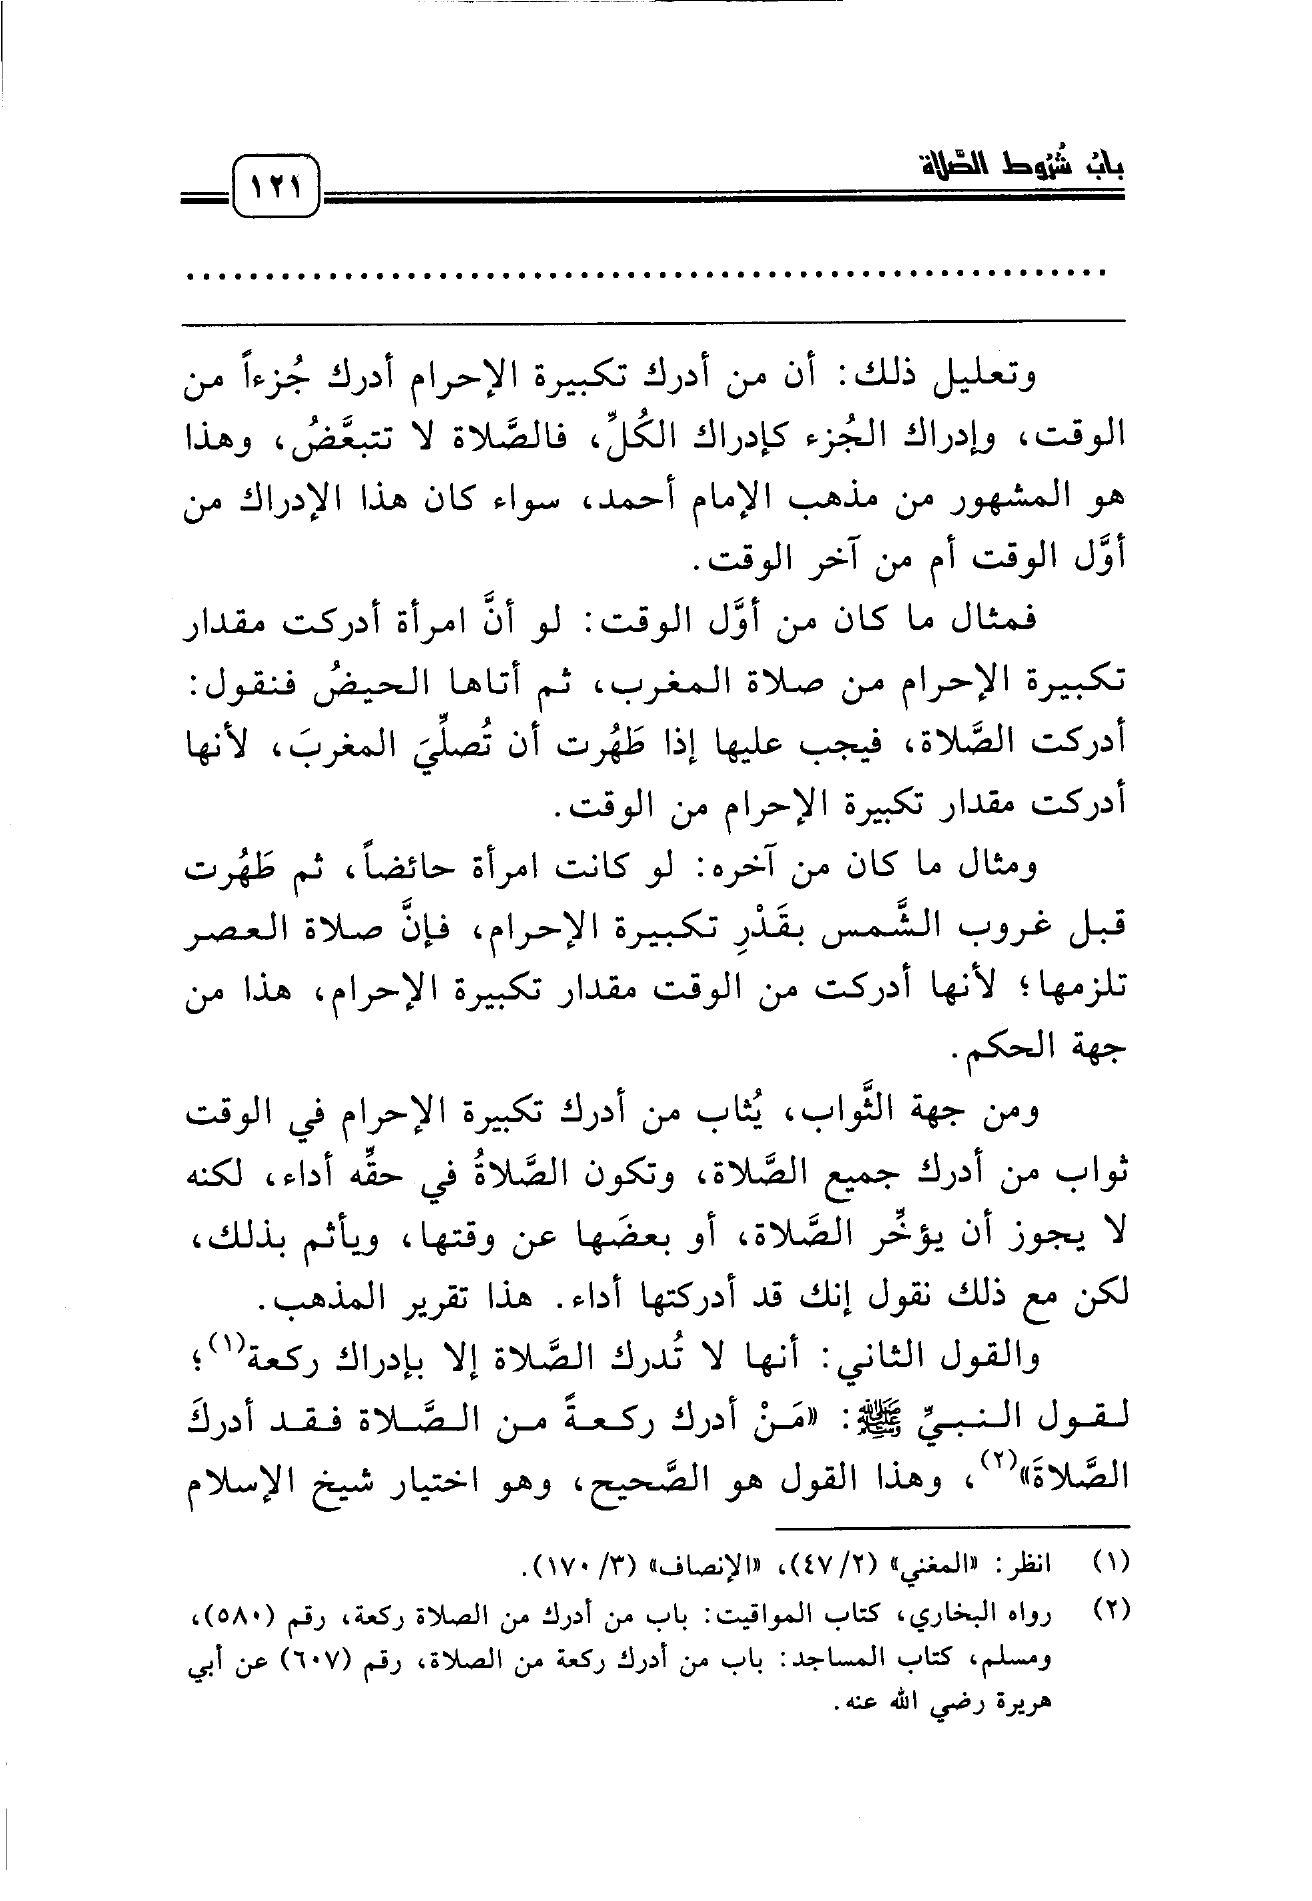 باب شُرُوط الصَّلاة
١٢١
وتعليل ذلك: أن من أدرك تكبيرة الإحرام أدرك جُزءاً من
الوقت، وإدراك الجُزء كإدراك الكُلِّ، فالصَّلاة لا تتبعَّضُ، وهذا
هو المشهور من مذهب الإمام أحمد، سواء كان هذا الإدراك من
أوَّل الوقت أم من آخر الوقت.
فمثال ما كان من أوَّل الوقت: لو أنَّ امرأة أدركت مقدار
تكبيرة الإحرام من صلاة المغرب، ثم أتاها الحيضُ فنقول:
أدركت الصَّلاة، فيجب عليها إذا طَهُرت أن تُصلِّيَ المغربَ، لأنها
أدركت مقدار تكبيرة الإحرام من الوقت.
ومثال ما كان من آخره: لو كانت امرأة حائضاً، ثم طَهُرت
قبل غروب الشَّمس بقَدْرِ تكبيرة الإحرام، فإنَّ صلاة العصر
تلزمها؛ لأنها أدركت من الوقت مقدار تكبيرة الإحرام، هذا من
جهة الحكم.
ومن جهة الثَّواب، يُثاب من أدرك تكبيرة الإحرام في الوقت
ثواب من أدرك جميع الصَّلاة، وتكون الصَّلاةُ في حقِّه أداء، لكنه
لا يجوز أن يؤخِّر الصَّلاة، أو بعضَها عن وقتها، ويأثم بذلك،
لكن مع ذلك نقول إنك قد أدركتها أداء. هذا تقرير المذهب.
والقول الثاني: أنها لا تُدرك الصَّلاة إلا بإدراك ركعة(١)؛
لقول النبيِّ ﷺ: «مَنْ أدرك ركعةً من الصَّلاة فقد أدركَ
الصَّلاةَ»(٢)، وهذا القول هو الصَّحيح، وهو اختيار شيخ الإسلام
(١) انظر: «المغني» (٤٧/٢)، «الإنصاف» (١٧٠/٣).
(٢) رواه البخاري، كتاب المواقيت: باب من أدرك من الصلاة ركعة، رقم (٥٨٠)،
ومسلم، كتاب المساجد: باب من أدرك ركعة من الصلاة، رقم (٦٠٧) عن أبي
هريرة رضي الله عنه.